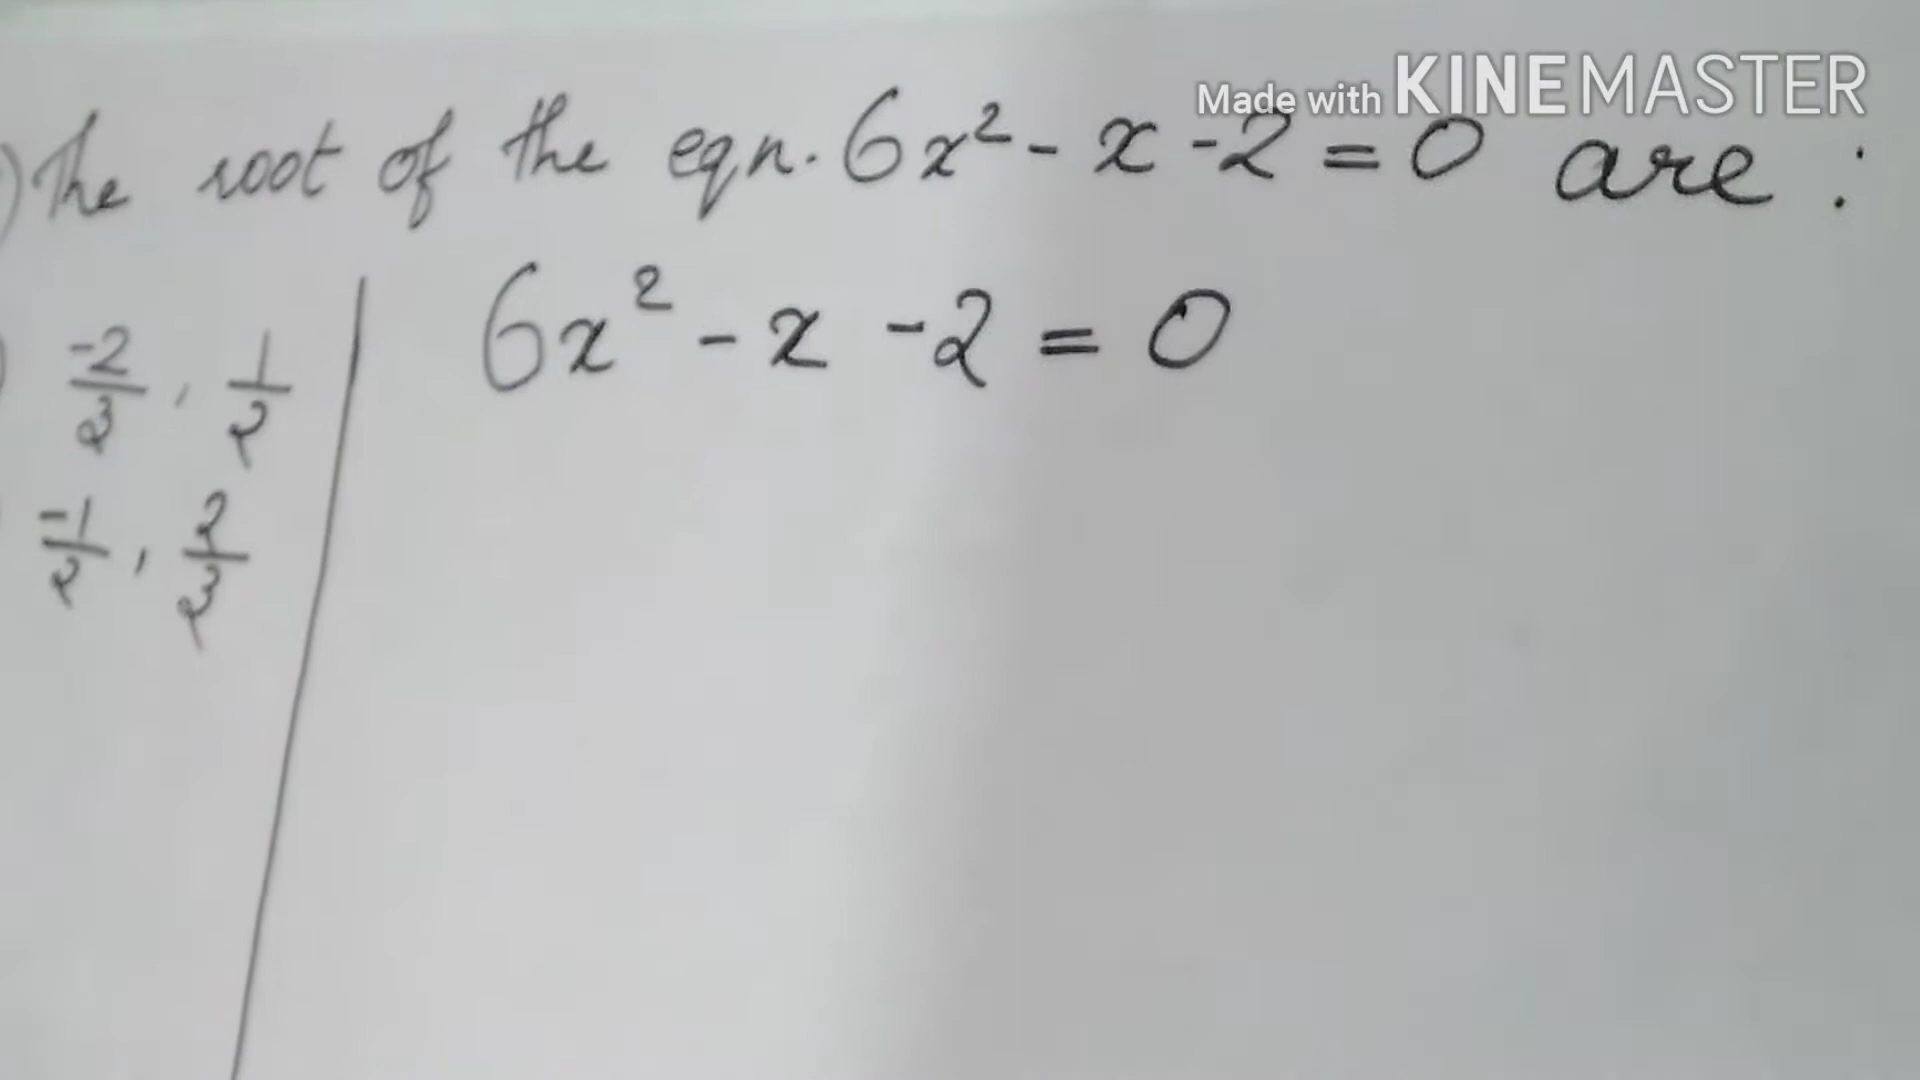 Made with KINEMASTER
) The root of the eqn. 6x² - x - 2 = 0 are :
6x² - x - 2 = 0
) -2/3 , 1/2
-1/2 , 2/3